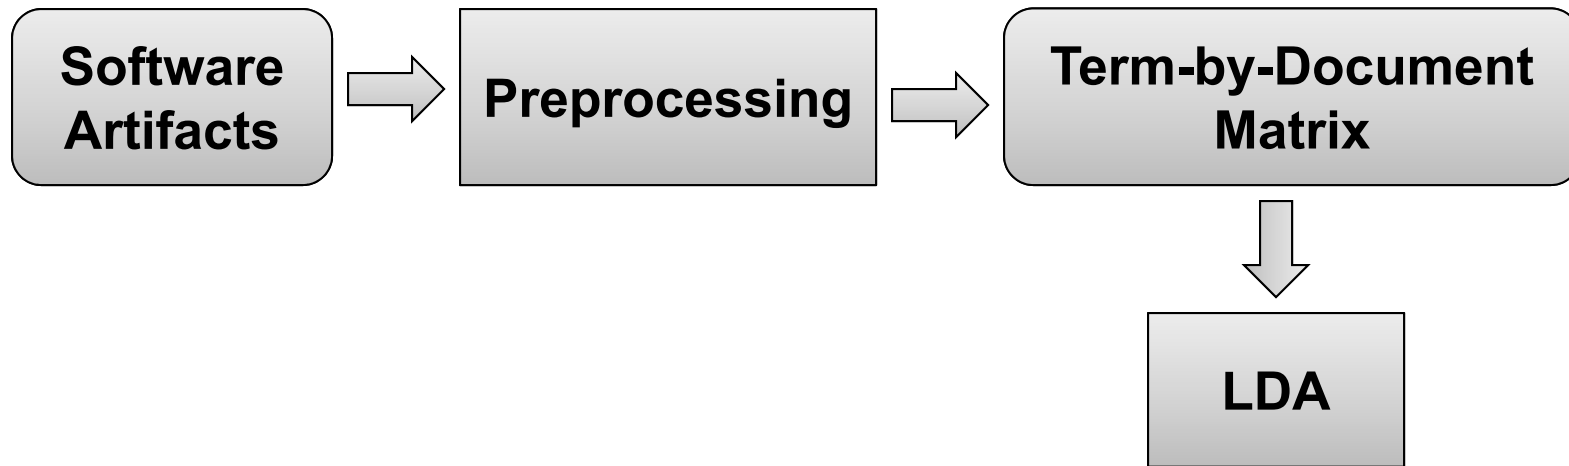 Software
Artifacts
Preprocessing
Term-by-Document
Matrix
LDA